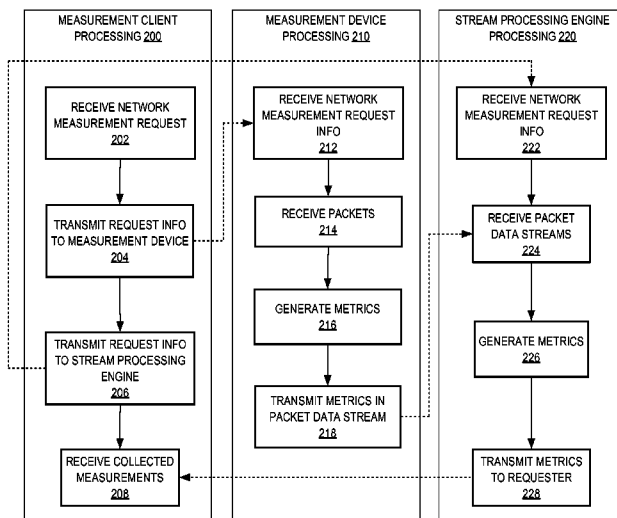 MEASUREMENT CLIENT
PROCESSING 200
RECEIVE NETWORK
MEASUREMENT REQUEST
202
TRANSMIT REQUEST INFO
TO MEASUREMENT DEVICE
204
TRANSMIT REQUEST INFO
TO STREAM PROCESSING
ENGINE
206
RECEIVE COLLECTED
MEASUREMENTS
208
MEASUREMENT DEVICE
PROCESSING 210
RECEIVE NETWORK
MEASUREMENT REQUEST
INFO
212
RECEIVE PACKETS
214
GENERATE METRICS
216
TRANSMIT METRICS IN
PACKET DATA STREAM
218
STREAM PROCESSING ENGINE
PROCESSING 220
RECEIVE NETWORK
MEASUREMENT REQUEST
INFO
222
RECEIVE PACKET
DATA STREAMS
224
GENERATE METRICS
226
TRANSMIT METRICS
TO REQUESTER
228